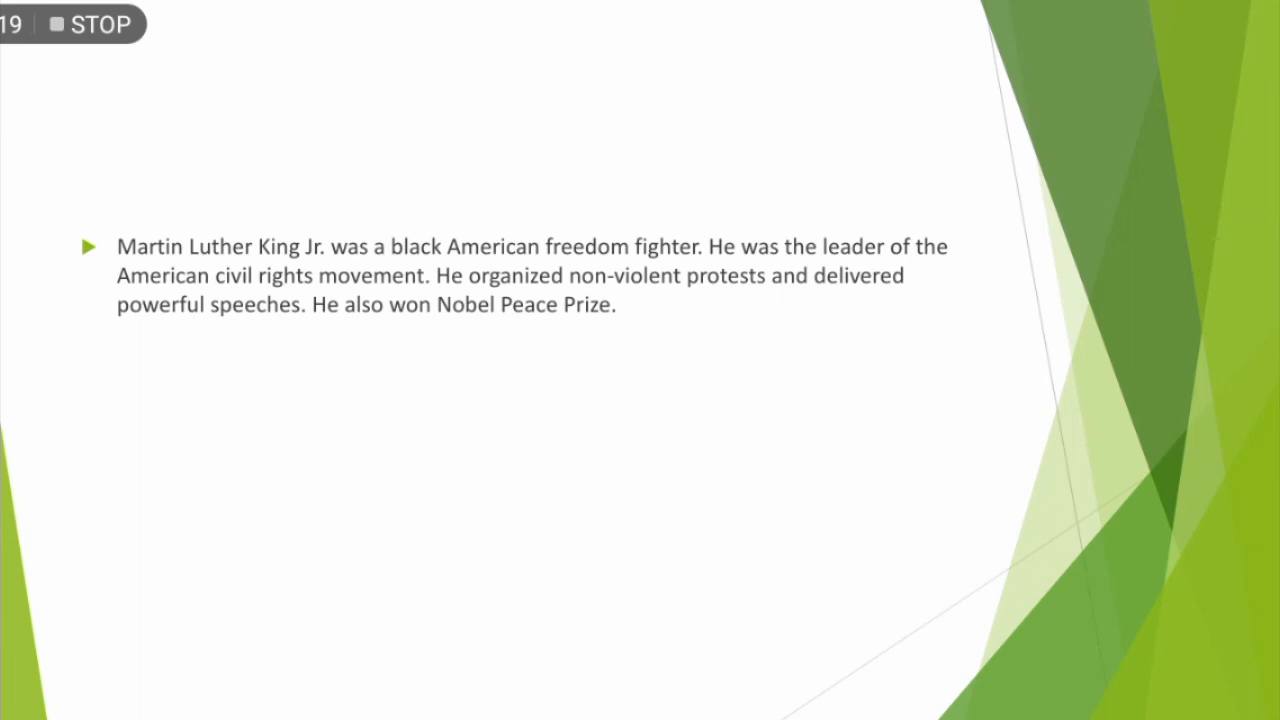 19 STOP
Martin Luther King Jr. was a black American freedom fighter. He was the leader of the
American civil rights movement. He organized non-violent protests and delivered
powerful speeches. He also won Nobel Peace Prize.